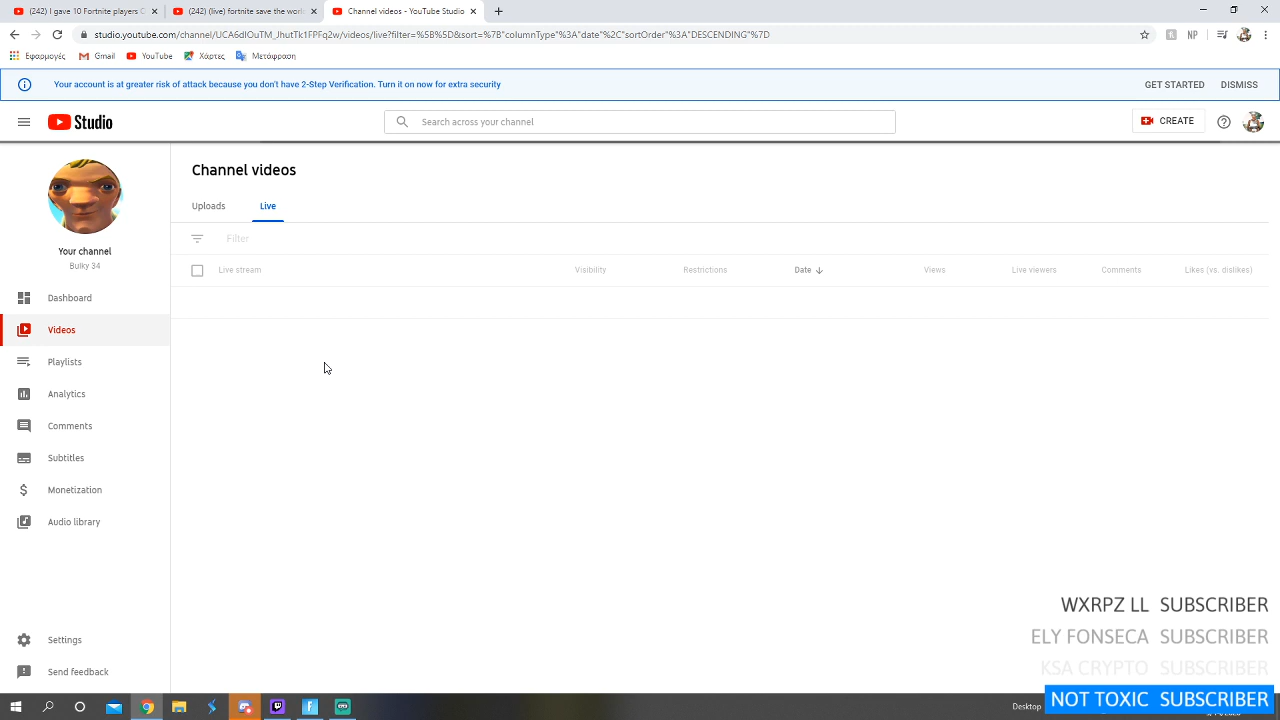 (242) I gave 10 Fortnite players C
(242) (live) fortnite save the worl
Channel videos - YouTube Studio
studio.youtube.com/channel/UCA6dIOuTM_JhutTk1FPFq2w/videos/live?filter=%5B%5D&sort=%7B"columnType"%3A"date"%2C"sortOrder"%3A"DESCENDING"%7D
NP
Εφαρμογές
Gmail
YouTube
Χάρτες
Μετάφραση
Your account is at greater risk of attack because you don't have 2-Step Verification. Turn it on now for extra security
GET STARTED
DISMISS
Studio
Search across your channel
CREATE
Channel videos
Uploads
Live
Filter
Live stream
Visibility
Restrictions
Date
Views
Live viewers
Comments
Likes (vs. dislikes)
Your channel
Bulky 34
Dashboard
Videos
Playlists
Analytics
Comments
Subtitles
Monetization
Audio library
Settings
Send feedback
WXRPZ LL SUBSCRIBER
ELY FONSECA SUBSCRIBER
KSA CRYPTO SUBSCRIBER
NOT TOXIC SUBSCRIBER
Desktop